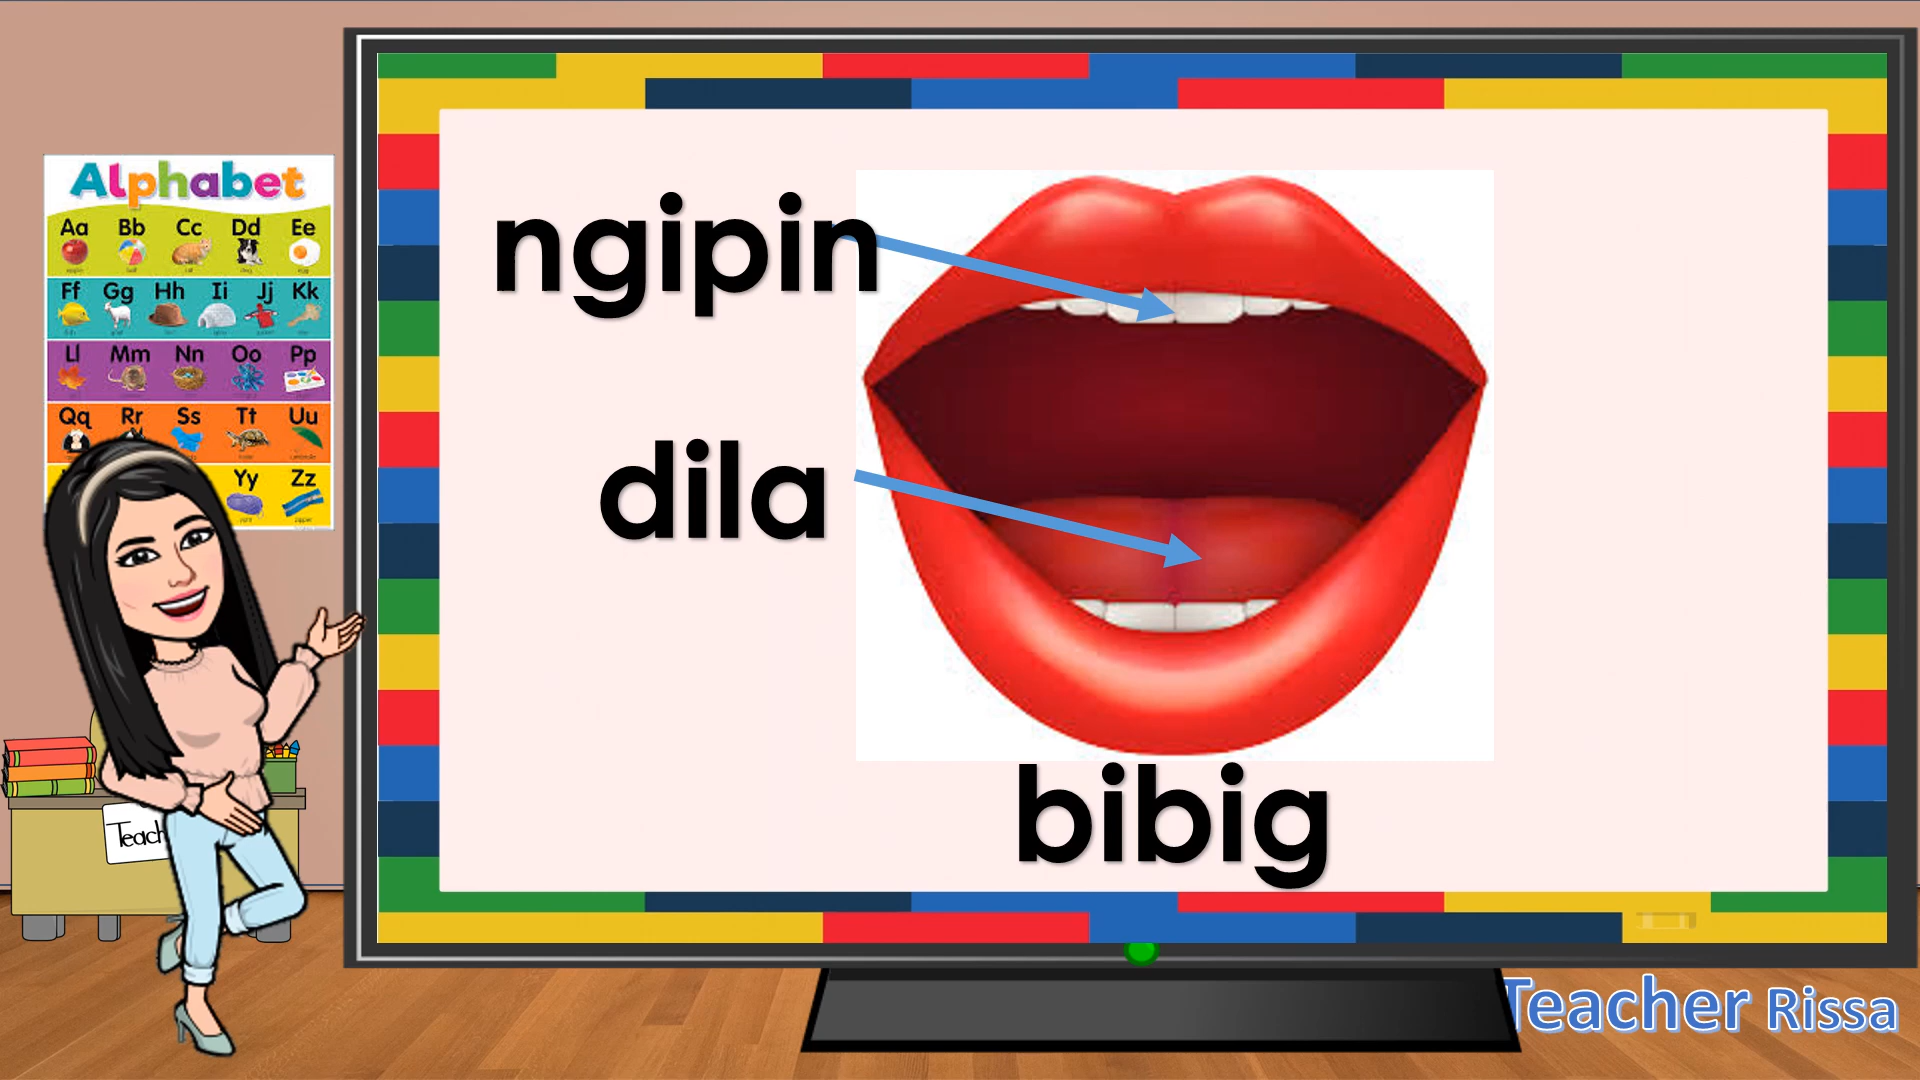 Alphabet
Aa Bb Cc Dd Ee
Ff Gg Hh Ii Jj Kk
Ll Mm Nn Oo Pp
Qq Rr Ss Tt Uu
Yy Zz
ngipin
dila
bibig
Teach
Teacher Rissa